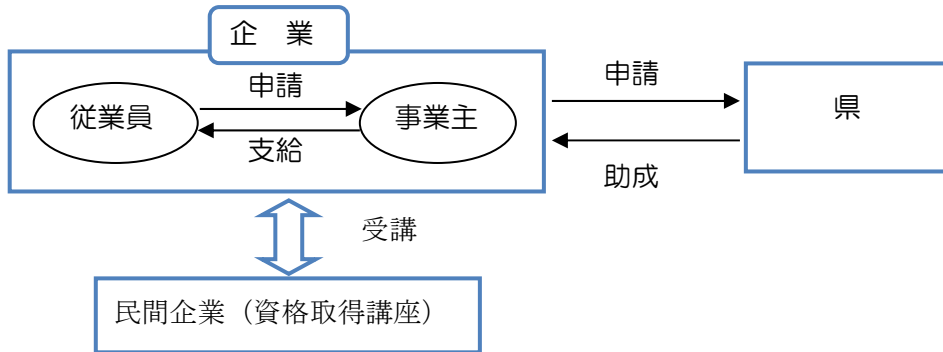 企　業
申請
従業員
事業主
支給
申請
県
助成
受講
民間企業（資格取得講座）